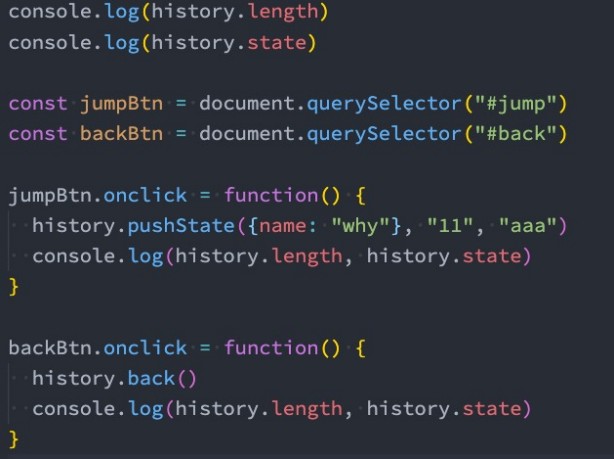 console.log(history.length)
console.log(history.state)
const jumpBtn = document.querySelector("#jump")
const backBtn = document.querySelector("#back")
jumpBtn.onclick = function() {
  history.pushState({name: "why"}, "11", "aaa")
  console.log(history.length, history.state)
}
backBtn.onclick = function() {
  history.back()
  console.log(history.length, history.state)
}